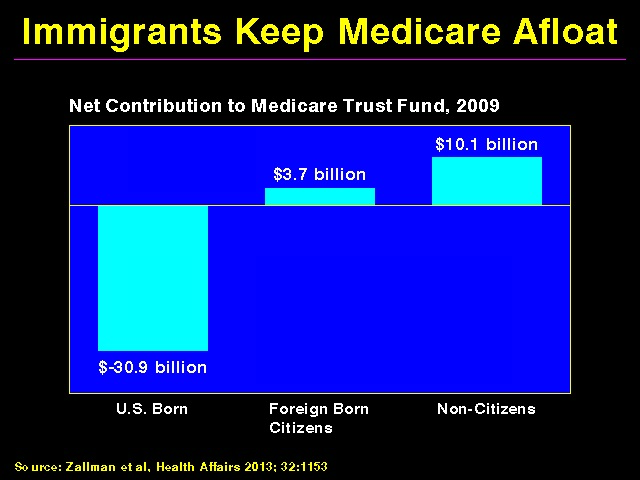 Immigrants Keep Medicare Afloat
Net Contribution to Medicare Trust Fund, 2009
$10.1 billion
$3.7 billion
$-30.9 billion
U.S. Born
Foreign Born
Citizens
Non-Citizens
Source: Zallman et al, Health Affairs 2013; 32:1153